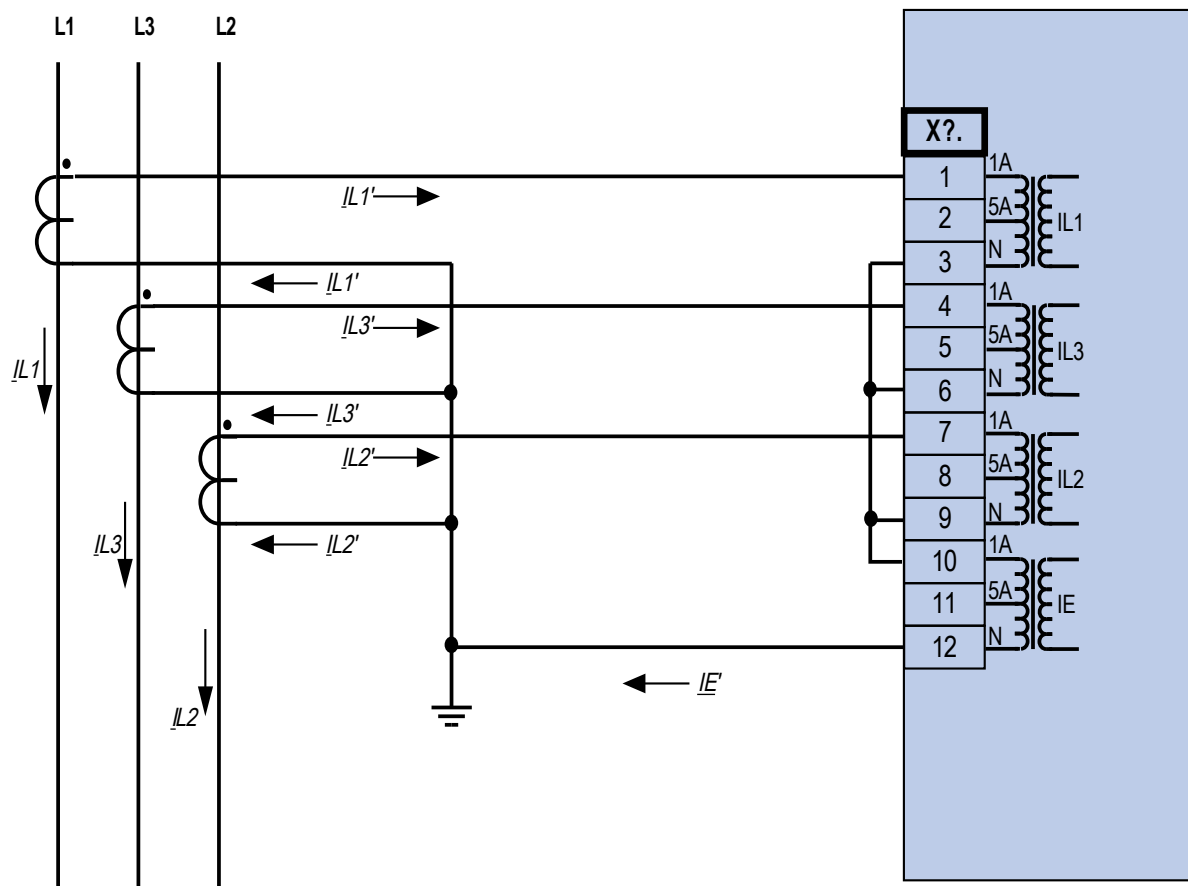 L1 L3 L2
X?.
1 1A
IL1'
2 5A IL1
3 N
IL1'
4 1A
IL3'
5 5A IL3
IL1
6 N
IL3'
7 1A
IL2'
8 5A IL2
9 N
IL3 IL2'
10 1A
11 5A IE
12 N
IE'
IL2